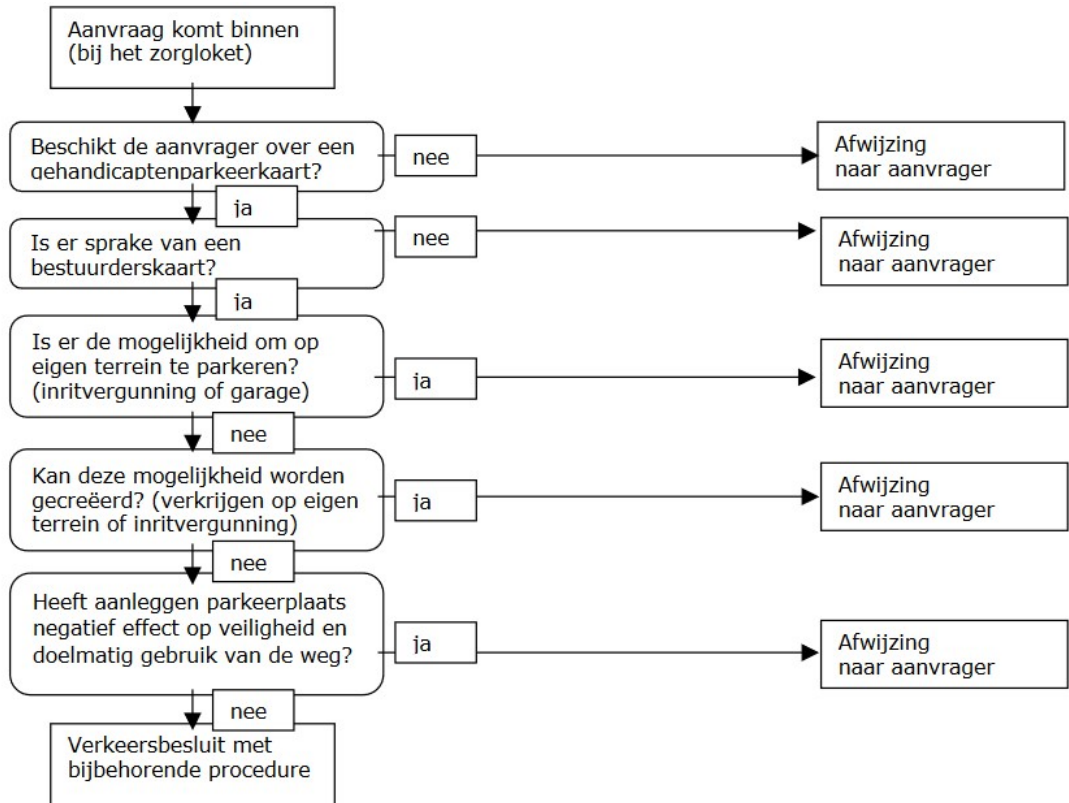 Aanvraag komt binnen
(bij het zorgloket)
Beschikt de aanvrager over een
gehandicaptenparkeerkaart?
nee
Afwijzing
naar aanvrager
ja
Is er sprake van een
bestuurderskaart?
nee
Afwijzing
naar aanvrager
ja
Is er de mogelijkheid om op
eigen terrein te parkeren?
(inritvergunning of garage)
ja
Afwijzing
naar aanvrager
nee
Kan deze mogelijkheid worden
gecreëerd? (verkrijgen op eigen
terrein of inritvergunning)
ja
Afwijzing
naar aanvrager
nee
Heeft aanleggen parkeerplaats
negatief effect op veiligheid en
doelmatig gebruik van de weg?
ja
Afwijzing
naar aanvrager
nee
Verkeersbesluit met
bijbehorende procedure